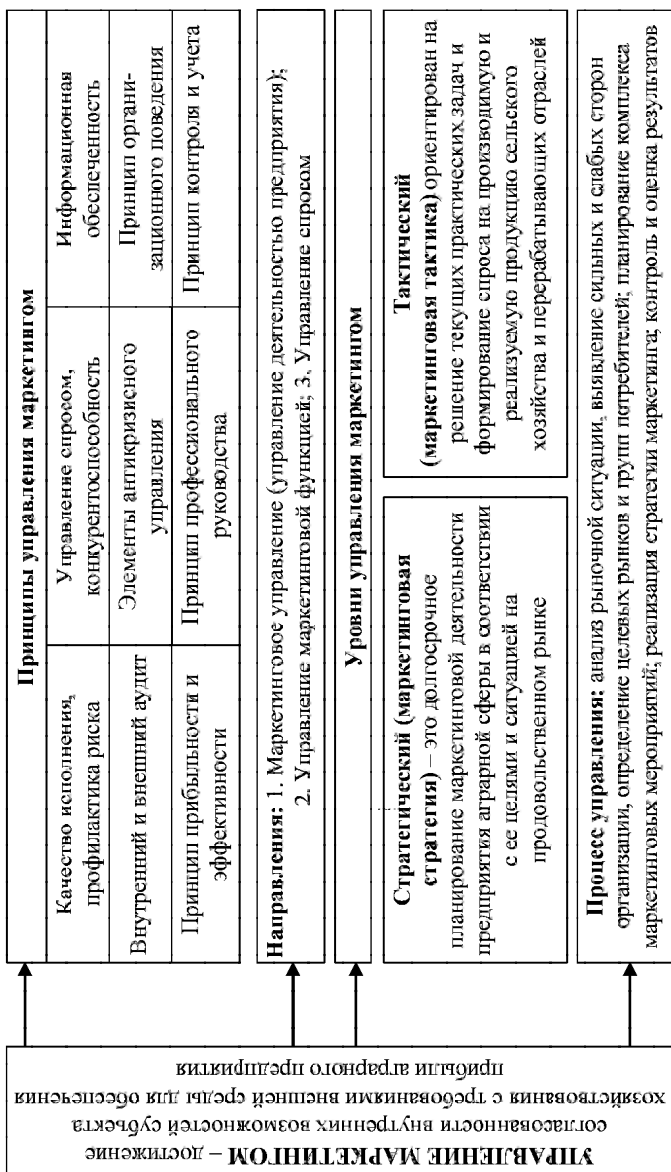 УПРАВЛЕНИЕ МАРКЕТИНГОМ – достижение
согласованности внутренних возможностей субъекта
хозяйствования с требованиями внешней среды для обеспечения
прибыли аграрного предприятия
Принципы управления маркетингом
Качество исполнения,
профилактика риска
Управление спросом,
конкурентоспособность
Информационная
обеспеченность
Внутренний и внешний аудит
Элементы антикризисного
управления
Принцип органи-
зационного поведения
Принцип прибыльности и
эффективности
Принцип профессионального
руководства
Принцип контроля и учета
Направления: 1. Маркетинговое управление (управление деятельностью предприятия);
2. Управление маркетинговой функцией; 3. Управление спросом
Уровни управления маркетингом
Стратегический (маркетинговая
стратегия) – это долгосрочное
планирование маркетинговой деятельности
предприятия аграрной сферы в соответствии
с ее целями и ситуацией на
продовольственном рынке
Тактический
(маркетинговая тактика) ориентирован на
решение текущих практических задач и
формирование спроса на производимую и
реализуемую продукцию сельского
хозяйства и перерабатывающих отраслей
Процесс управления: анализ рыночной ситуации, выявление сильных и слабых сторон
организации, определение целевых рынков и групп потребителей; планирование комплекса
маркетинговых мероприятий; реализация стратегии маркетинга; контроль и оценка результатов